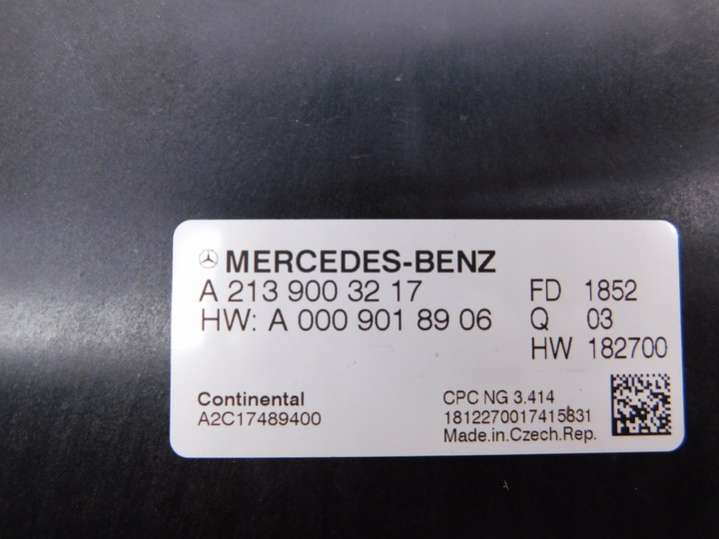 MERCEDES-BENZ
A 213 900 32 17
HW: A 000 901 89 06
FD 1852
Q 03
HW 182700
Continental
A2C17489400
CPC NG 3.414
1812270017415831
Made.in.Czech.Rep.